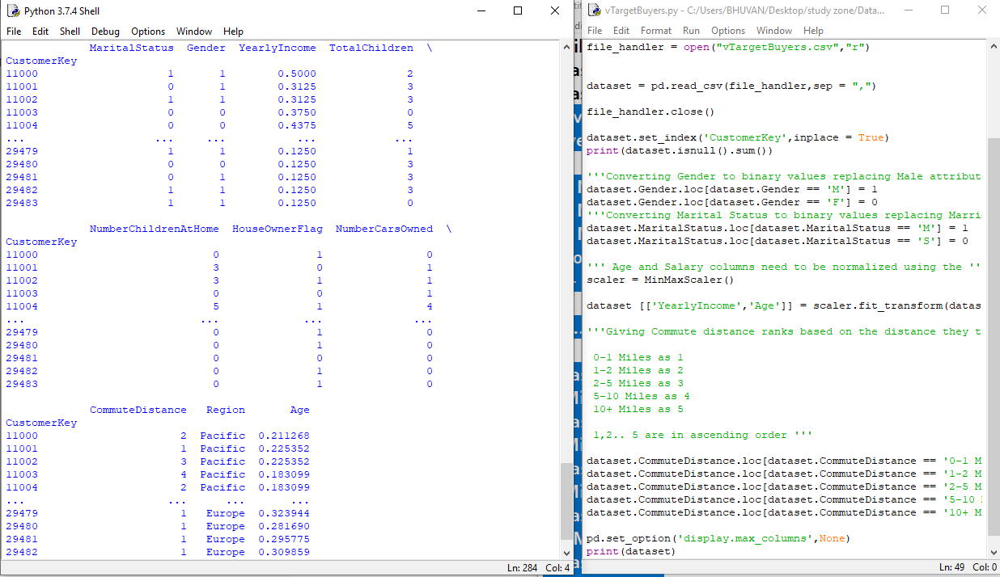 Python 3.7.4 Shell
File Edit Shell Debug Options Window Help
MaritalStatus Gender YearlyIncome TotalChildren \
CustomerKey
11000 1 1 0.5000 2
11001 0 1 0.3125 3
11002 1 1 0.3125 3
11003 0 0 0.3750 0
11004 0 0 0.4375 5
... ... ... ... ...
29479 1 1 0.1250 1
29480 0 0 0.1250 3
29481 0 1 0.1250 3
29482 1 1 0.1250 3
29483 1 1 0.1250 0
NumberChildrenAtHome HouseOwnerFlag NumberCarsOwned \
CustomerKey
11000 0 1 0
11001 3 0 1
11002 3 1 1
11003 0 0 1
11004 5 1 4
... ... ... ...
29479 0 1 0
29480 0 1 0
29481 0 0 0
29482 0 1 0
29483 0 1 0
CommuteDistance Region Age
CustomerKey
11000 2 Pacific 0.211268
11001 1 Pacific 0.225352
11002 3 Pacific 0.225352
11003 4 Pacific 0.183099
11004 2 Pacific 0.183099
... ... ... ...
29479 1 Europe 0.323944
29480 1 Europe 0.281690
29481 1 Europe 0.295775
29482 1 Europe 0.309859
Ln: 284 Col: 4
vTargetBuyers.py - C:/Users/BHUVAN/Desktop/study zone/Data...
File Edit Format Run Options Window Help
file_handler = open("vTargetBuyers.csv","r")
dataset = pd.read_csv(file_handler,sep = ",")
file_handler.close()
dataset.set_index('CustomerKey',inplace = True)
print(dataset.isnull().sum())
'''Converting Gender to binary values replacing Male attribut
dataset.Gender.loc[dataset.Gender == 'M'] = 1
dataset.Gender.loc[dataset.Gender == 'F'] = 0
'''Converting Marital Status to binary values replacing Marri
dataset.MaritalStatus.loc[dataset.MaritalStatus == 'M'] = 1
dataset.MaritalStatus.loc[dataset.MaritalStatus == 'S'] = 0
''' Age and Salary columns need to be normalized using the ''
scaler = MinMaxScaler()
dataset [['YearlyIncome','Age']] = scaler.fit_transform(datas
'''Giving Commute distance ranks based on the distance they t
0-1 Miles as 1
1-2 Miles as 2
2-5 Miles as 3
5-10 Miles as 4
10+ Miles as 5
1,2.. 5 are in ascending order '''
dataset.CommuteDistance.loc[dataset.CommuteDistance == '0-1 M
dataset.CommuteDistance.loc[dataset.CommuteDistance == '1-2 M
dataset.CommuteDistance.loc[dataset.CommuteDistance == '2-5 M
dataset.CommuteDistance.loc[dataset.CommuteDistance == '5-10
dataset.CommuteDistance.loc[dataset.CommuteDistance == '10+ M
pd.set_option('display.max_columns',None)
print(dataset)
Ln: 49 Col: 0